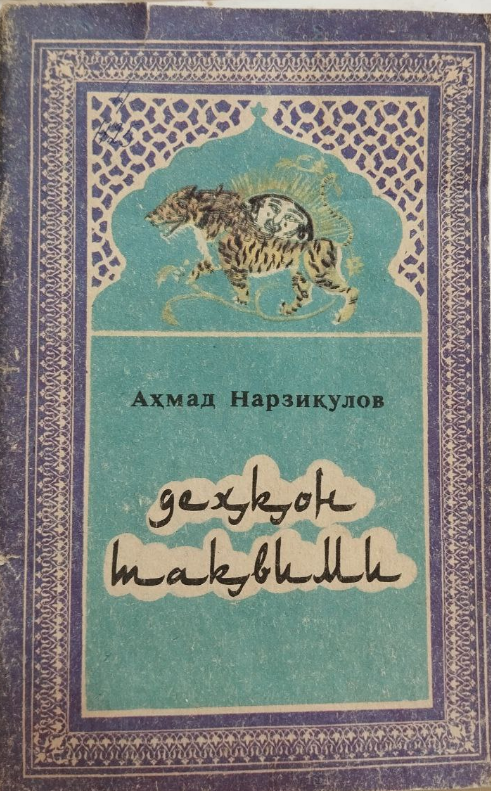 Аҳмад Нарзиқулов
деҳқон
тақвими